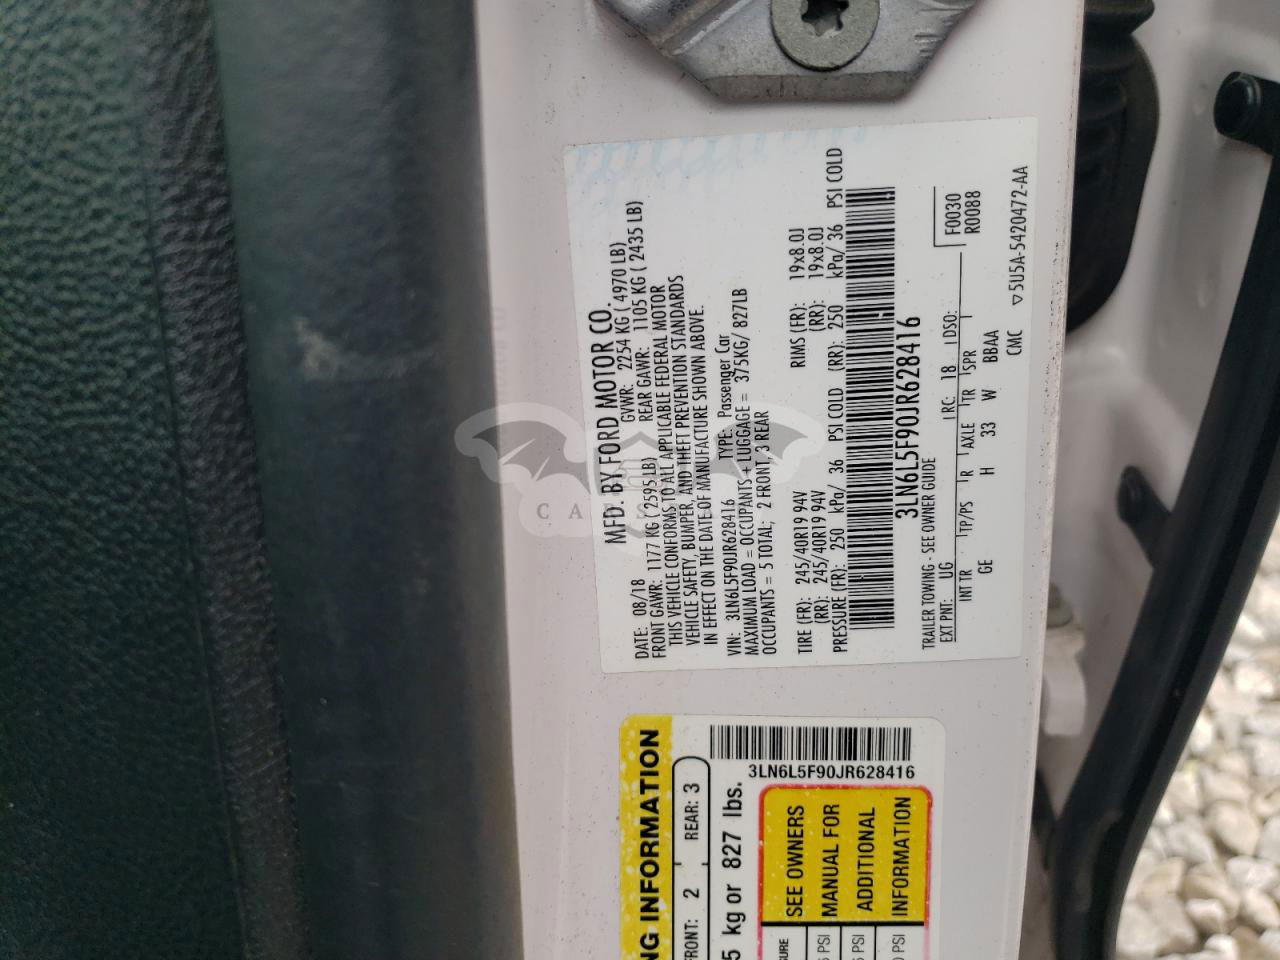 MFD. BY FORD MOTOR CO.
DATE: 08/18 GVWR: 2254 KG ( 4970 LB)
FRONT GAWR: 1177 KG ( 2595 LB) REAR GAWR: 1105 KG ( 2435 LB)
THIS VEHICLE CONFORMS TO ALL APPLICABLE FEDERAL MOTOR
VEHICLE SAFETY, BUMPER, AND THEFT PREVENTION STANDARDS
IN EFFECT ON THE DATE OF MANUFACTURE SHOWN ABOVE.
VIN: 3LN6L5F90JR628416 TYPE: Passenger Car
MAXIMUM LOAD = OCCUPANTS + LUGGAGE = 375KG/ 827LB
OCCUPANTS = 5 TOTAL; 2 FRONT, 3 REAR
TIRE (FR): 245/40R19 94V RIMS (FR): 19x8.0J
(RR): 245/40R19 94V (RR): 19x8.0J
PRESSURE (FR): 250 kPa/ 36 PSI COLD (RR): 250 kPa/ 36 PSI COLD
3LN6L5F90JR628416
F0030
R0088
TRAILER TOWING - SEE OWNER GUIDE
EXT PNT: UG RC: 18 DSO:
INT TR TP/PS R AXLE TR SPR
GE H 33 W BBAA
CMC ▽5U5A-5420472-AA
NG INFORMATION
FRONT: 2 REAR: 3
5 kg or 827 lbs.
3LN6L5F90JR628416
SEE OWNERS
MANUAL FOR
ADDITIONAL
INFORMATION
SURE
PSI
PSI
PSI